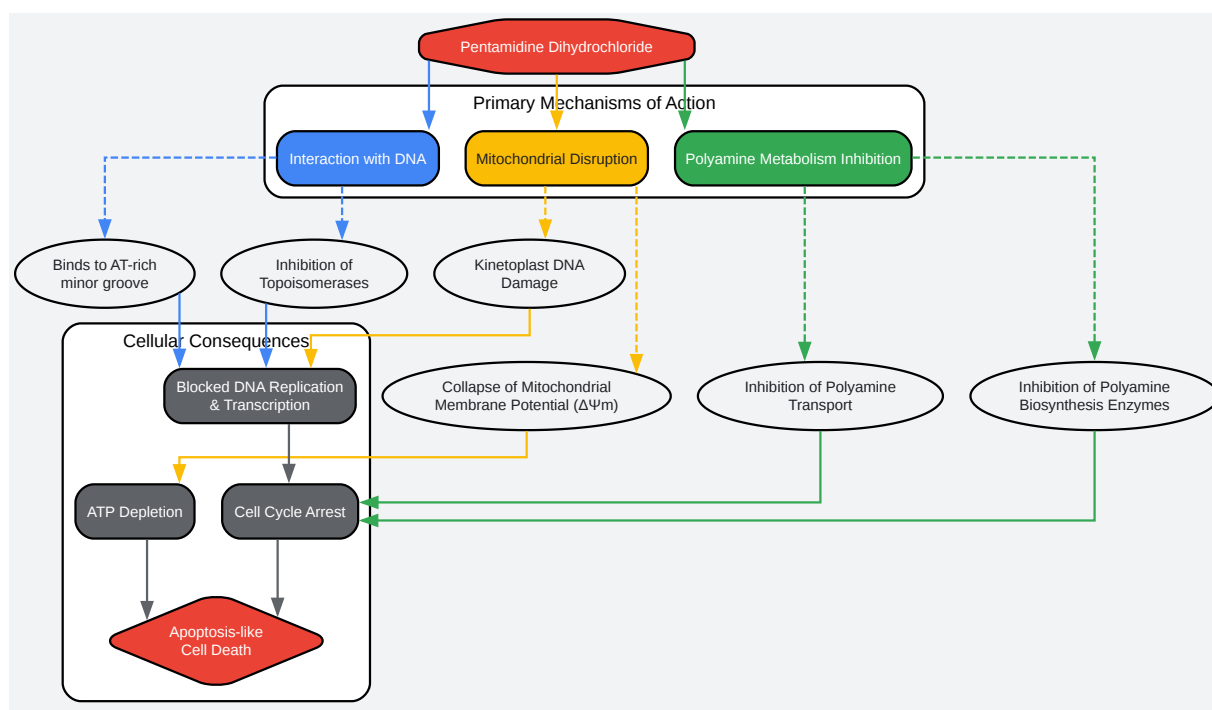 Pentamidine Dihydrochloride
Primary Mechanisms of Action
Interaction with DNA
Mitochondrial Disruption
Polyamine Metabolism Inhibition
Binds to AT-rich
minor groove
Inhibition of
Topoisomerases
Kinetoplast DNA
Damage
Cellular Consequences
Blocked DNA Replication
& Transcription
Collapse of Mitochondrial
Membrane Potential (ΔΨm)
Inhibition of Polyamine
Transport
Inhibition of Polyamine
Biosynthesis Enzymes
ATP Depletion
Cell Cycle Arrest
Apoptosis-like
Cell Death